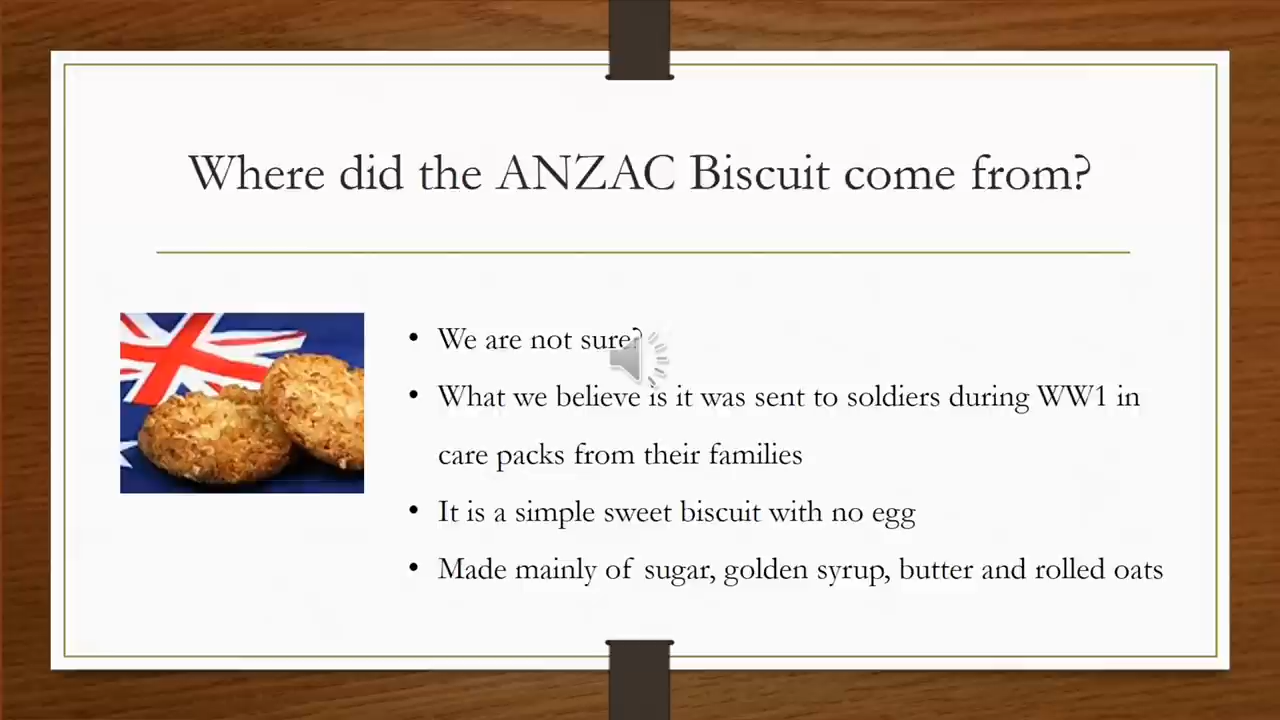 Where did the ANZAC Biscuit come from?
• We are not sure?
• What we believe is it was sent to soldiers during WW1 in
care packs from their families
• It is a simple sweet biscuit with no egg
• Made mainly of sugar, golden syrup, butter and rolled oats